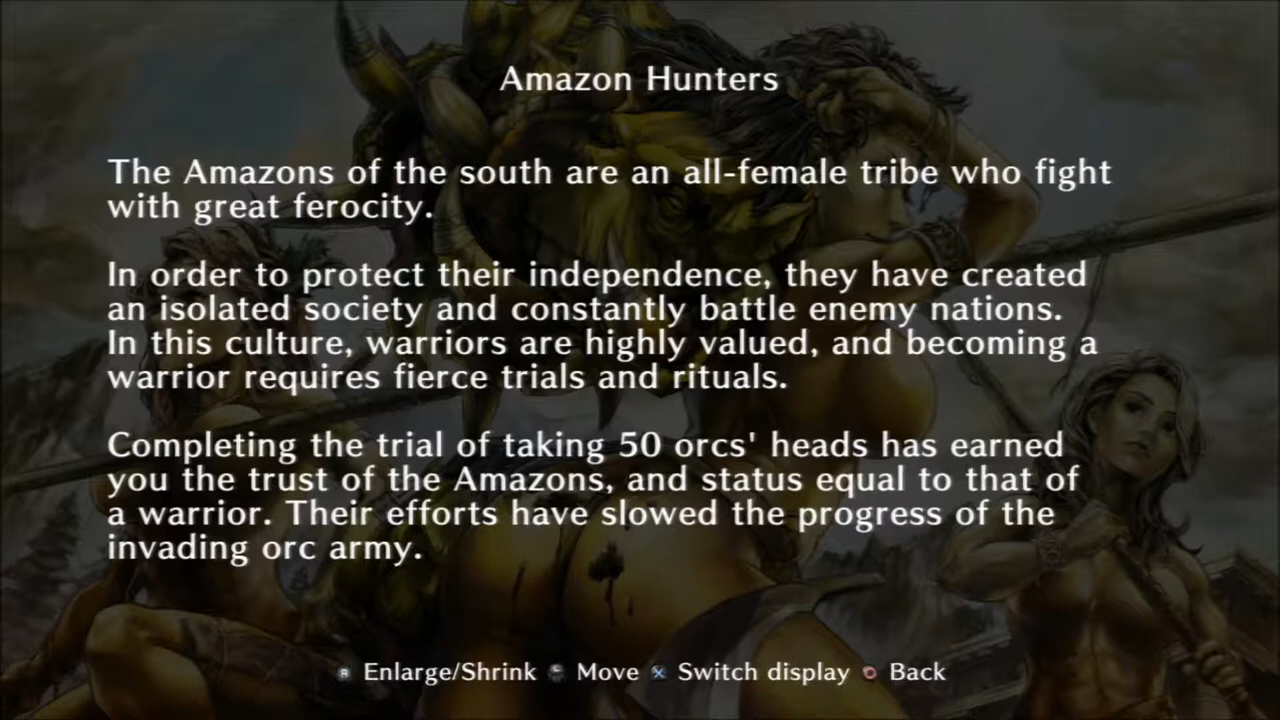 Amazon Hunters
The Amazons of the south are an all-female tribe who fight
with great ferocity.
In order to protect their independence, they have created
an isolated society and constantly battle enemy nations.
In this culture, warriors are highly valued, and becoming a
warrior requires fierce trials and rituals.
Completing the trial of taking 50 orcs' heads has earned
you the trust of the Amazons, and status equal to that of
a warrior. Their efforts have slowed the progress of the
invading orc army.
R Enlarge/Shrink Move Switch display Back